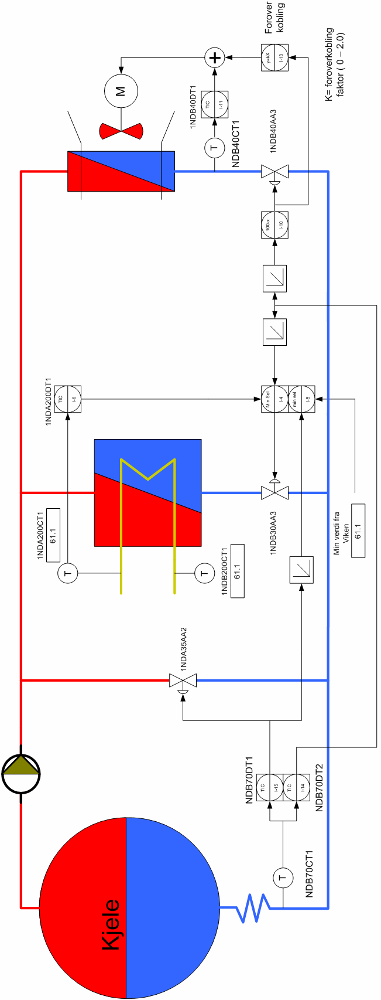 Forover
kobling
K= foroverkobling
faktor ( 0 – 2.0)
y=kX
I-13
M
1NDB40DT1
TIC
I-11
T
NDB40CT1
1NDB40AA3
100-x
I-10
1NDA200DT1
TIC
I-6
Min Sel
I-4
min sel
I-5
1NDA200CT1
61.1
T
1NDB200CT1
61.1
T
1NDB30AA3
Min verdi fra
Viken
61.1
1NDA35AA2
NDB70DT1
TIC
I-15
TIC
I-14
NDB70DT2
T
NDB70CT1
Kjele